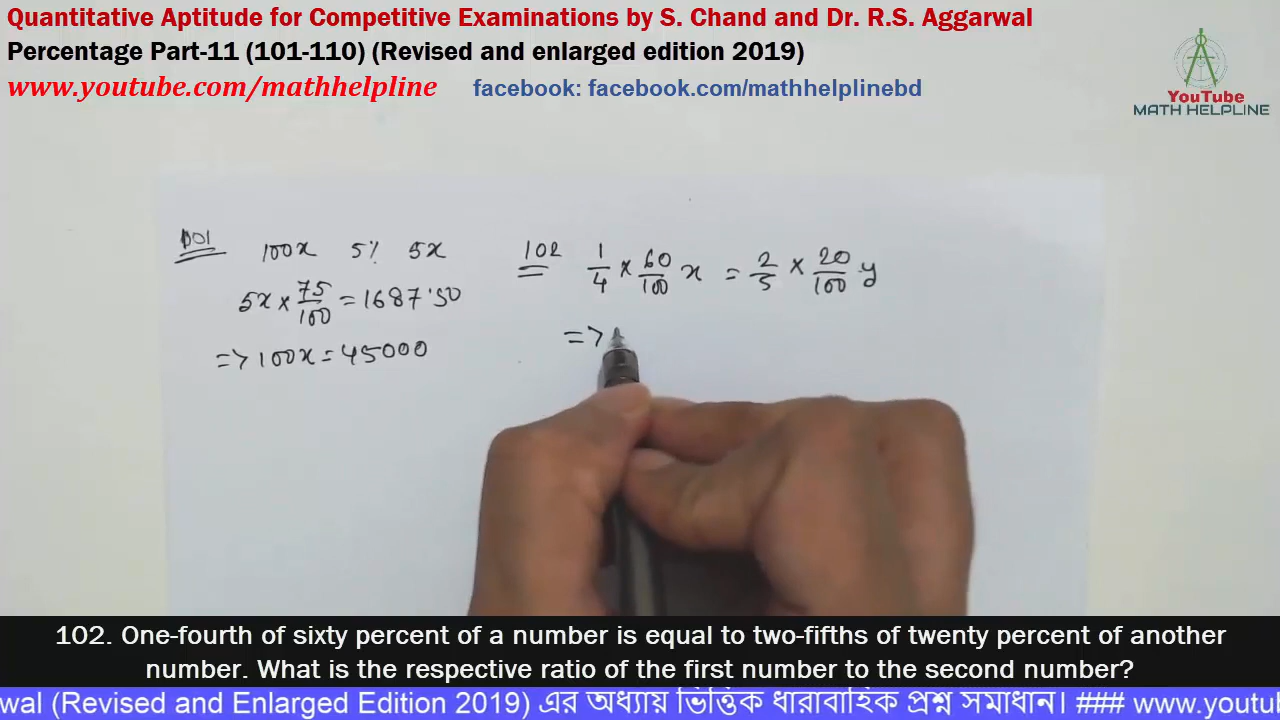 Quantitative Aptitude for Competitive Examinations by S. Chand and Dr. R.S. Aggarwal
Percentage Part-11 (101-110) (Revised and enlarged edition 2019)
www.youtube.com/mathhelpline facebook: facebook.com/mathhelplinebd
YouTube
MATH HELPLINE
101 100x 5% 5x
5x × 75/100 = 1687.50
=> 100x = 45000
102 1/4 × 60/100 x = 2/5 × 20/100 y
=>
102. One-fourth of sixty percent of a number is equal to two-fifths of twenty percent of another
number. What is the respective ratio of the first number to the second number?
wal (Revised and Enlarged Edition 2019) এর অধ্যায় ভিত্তিক ধারাবাহিক প্রশ্ন সমাধান। ### www.youtu